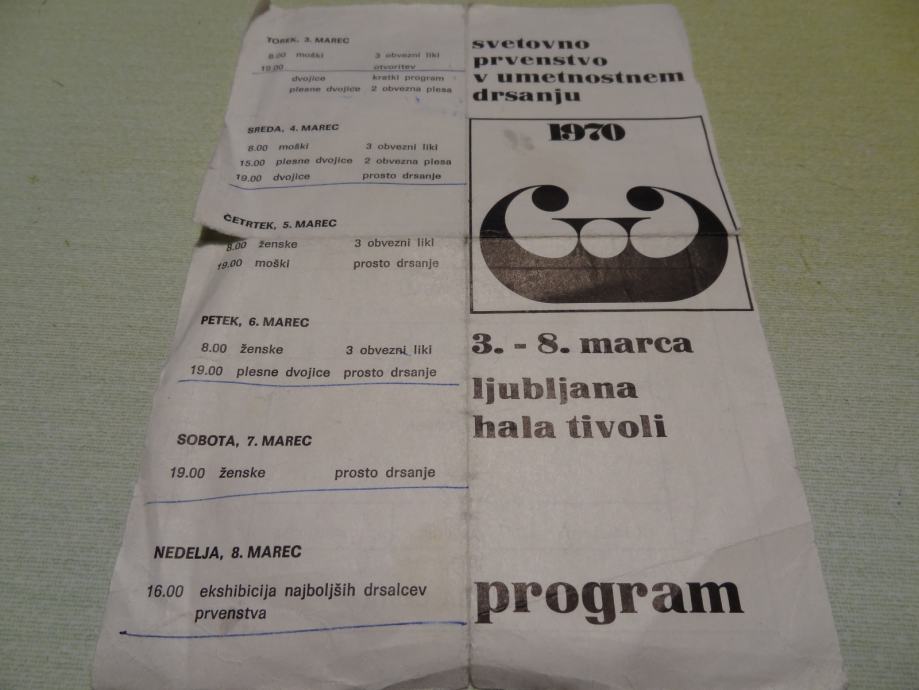 TOREK, 3. MAREC
8.00 moški 3 obvezni liki
19.00 otvoritev
dvojice kratki program
plesne dvojice 2 obvezna plesa
SREDA, 4. MAREC
8.00 moški 3 obvezni liki
15.00 plesne dvojice 2 obvezna plesa
19.00 dvojice prosto drsanje
ČETRTEK, 5. MAREC
8.00 ženske 3 obvezni liki
19.00 moški prosto drsanje
PETEK, 6. MAREC
8.00 ženske 3 obvezni liki
19.00 plesne dvojice prosto drsanje
SOBOTA, 7. MAREC
19.00 ženske prosto drsanje
NEDELJA, 8. MAREC
16.00 ekshibicija najboljših drsalcev
prvenstva
svetovno
prvenstvo
v umetnostnem
drsanju
1970
3. - 8. marca
ljubljana
hala tivoli
program